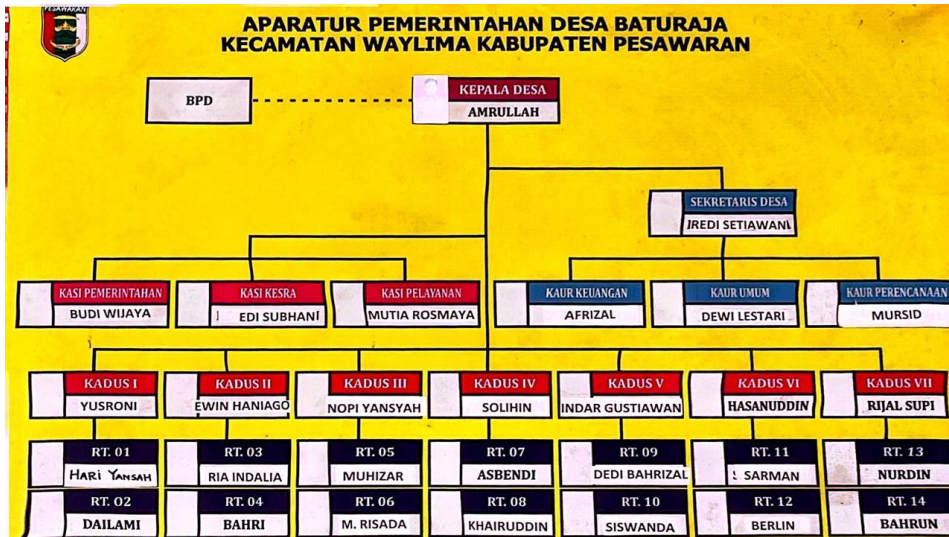 PESAWARAN
APARATUR PEMERINTAHAN DESA BATURAJA
KECAMATAN WAYLIMA KABUPATEN PESAWARAN
BPD
KEPALA DESA
AMRULLAH
SEKRETARIS DESA
IREDI SETIAWAN
KASI PEMERINTAHAN
BUDI WIJAYA
KASI KESRA
EDI SUBHANI
KASI PELAYANAN
MUTIA ROSMAYA
KAUR KEUANGAN
AFRIZAL
KAUR UMUM
DEWI LESTARI
KAUR PERENCANAAN
MURSID
KADUS I
YUSRONI
KADUS II
EWIN HANIAGO
KADUS III
NOPI YANSYAH
KADUS IV
SOLIHIN
KADUS V
INDAR GUSTIAWAN
KADUS VI
HASANUDDIN
KADUS VII
RIJAL SUPI
RT. 01
HARI YANSAH
RT. 03
RIA INDALIA
RT. 05
MUHIZAR
RT. 07
ASBENDI
RT. 09
DEDI BAHRIZAL
RT. 11
SARMAN
RT. 13
NURDIN
RT. 02
DAILAMI
RT. 04
BAHRI
RT. 06
M. RISADA
RT. 08
KHAIRUDDIN
RT. 10
SISWANDA
RT. 12
BERLIN
RT. 14
BAHRUN